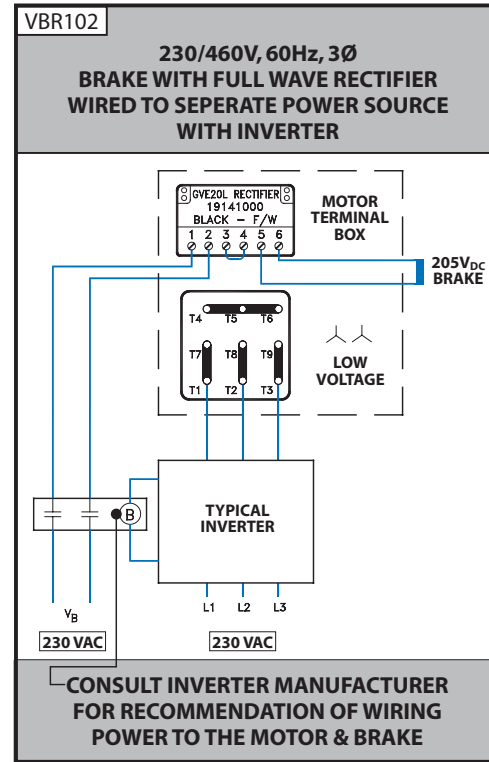 VBR102
230/460V, 60Hz, 3Ø
BRAKE WITH FULL WAVE RECTIFIER
WIRED TO SEPERATE POWER SOURCE
WITH INVERTER
GVE20L RECTIFIER
19141000
BLACK - F/W
1 2 3 4 5 6
MOTOR
TERMINAL
BOX
205VDC
BRAKE
T4 T5 T6
T7 T8 T9
T1 T2 T3
LOW
VOLTAGE
B
TYPICAL
INVERTER
VB
L1 L2 L3
230 VAC 230 VAC
CONSULT INVERTER MANUFACTURER
FOR RECOMMENDATION OF WIRING
POWER TO THE MOTOR & BRAKE